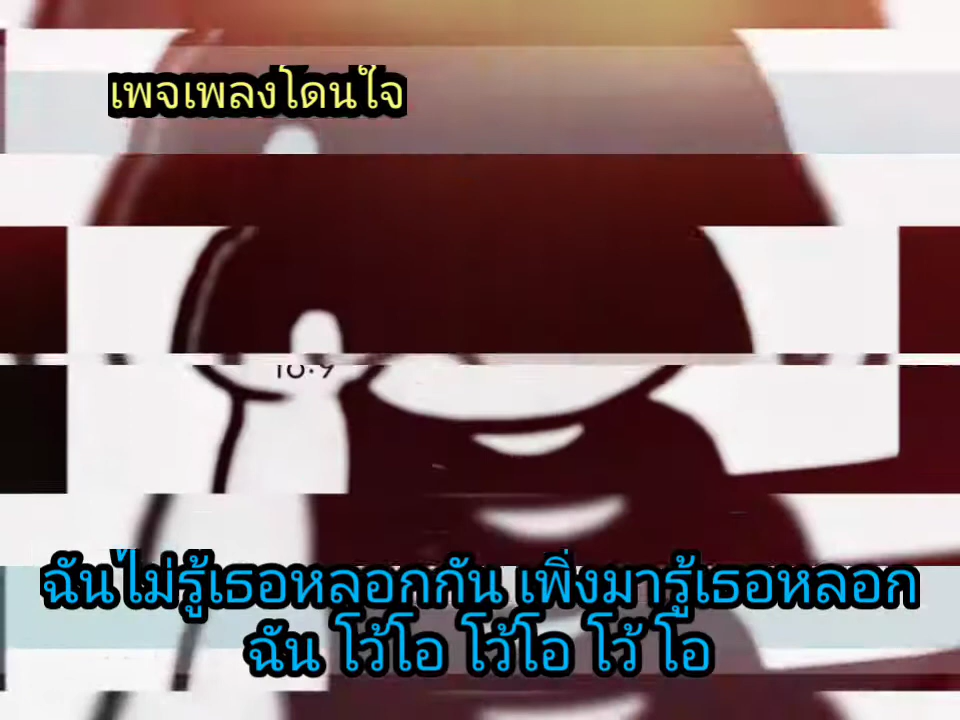 เพจเพลงโดนใจ
ฉันไม่รู้เธอหลอกกัน เพิ่งมารู้เธอหลอก
ฉัน โว้โอ โว้โอ โว้ โอ